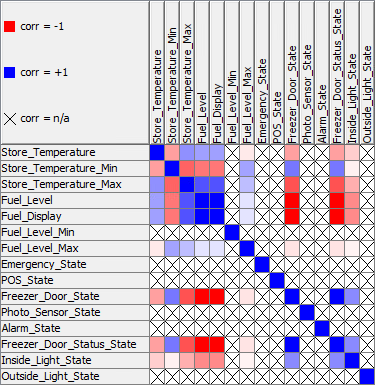 corr = -1
corr = +1
corr = n/a
Store_Temperature
Store_Temperature_Min
Store_Temperature_Max
Fuel_Level
Fuel_Display
Fuel_Level_Min
Fuel_Level_Max
Emergency_State
POS_State
Freezer_Door_State
Photo_Sensor_State
Alarm_State
Freezer_Door_Status_State
Inside_Light_State
Outside_Light_State
Store_Temperature
Store_Temperature_Min
Store_Temperature_Max
Fuel_Level
Fuel_Display
Fuel_Level_Min
Fuel_Level_Max
Emergency_State
POS_State
Freezer_Door_State
Photo_Sensor_State
Alarm_State
Freezer_Door_Status_State
Inside_Light_State
Outside_Light_State